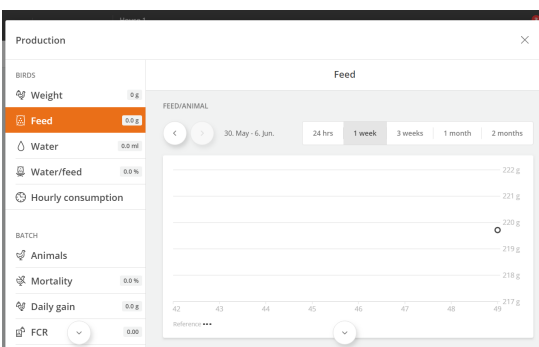 Production
BIRDS
Weight 0 g
Feed 0.0 g
Water 0.0 ml
Water/feed 0.0 %
Hourly consumption
BATCH
Animals
Mortality 0.0 %
Daily gain 0.0 g
FCR 0.00
Feed
FEED/ANIMAL
30. May - 6. Jun.
24 hrs 1 week 3 weeks 1 month 2 months
222 g
221 g
220 g
219 g
218 g
217 g
42 43 44 45 46 47 48 49
Reference